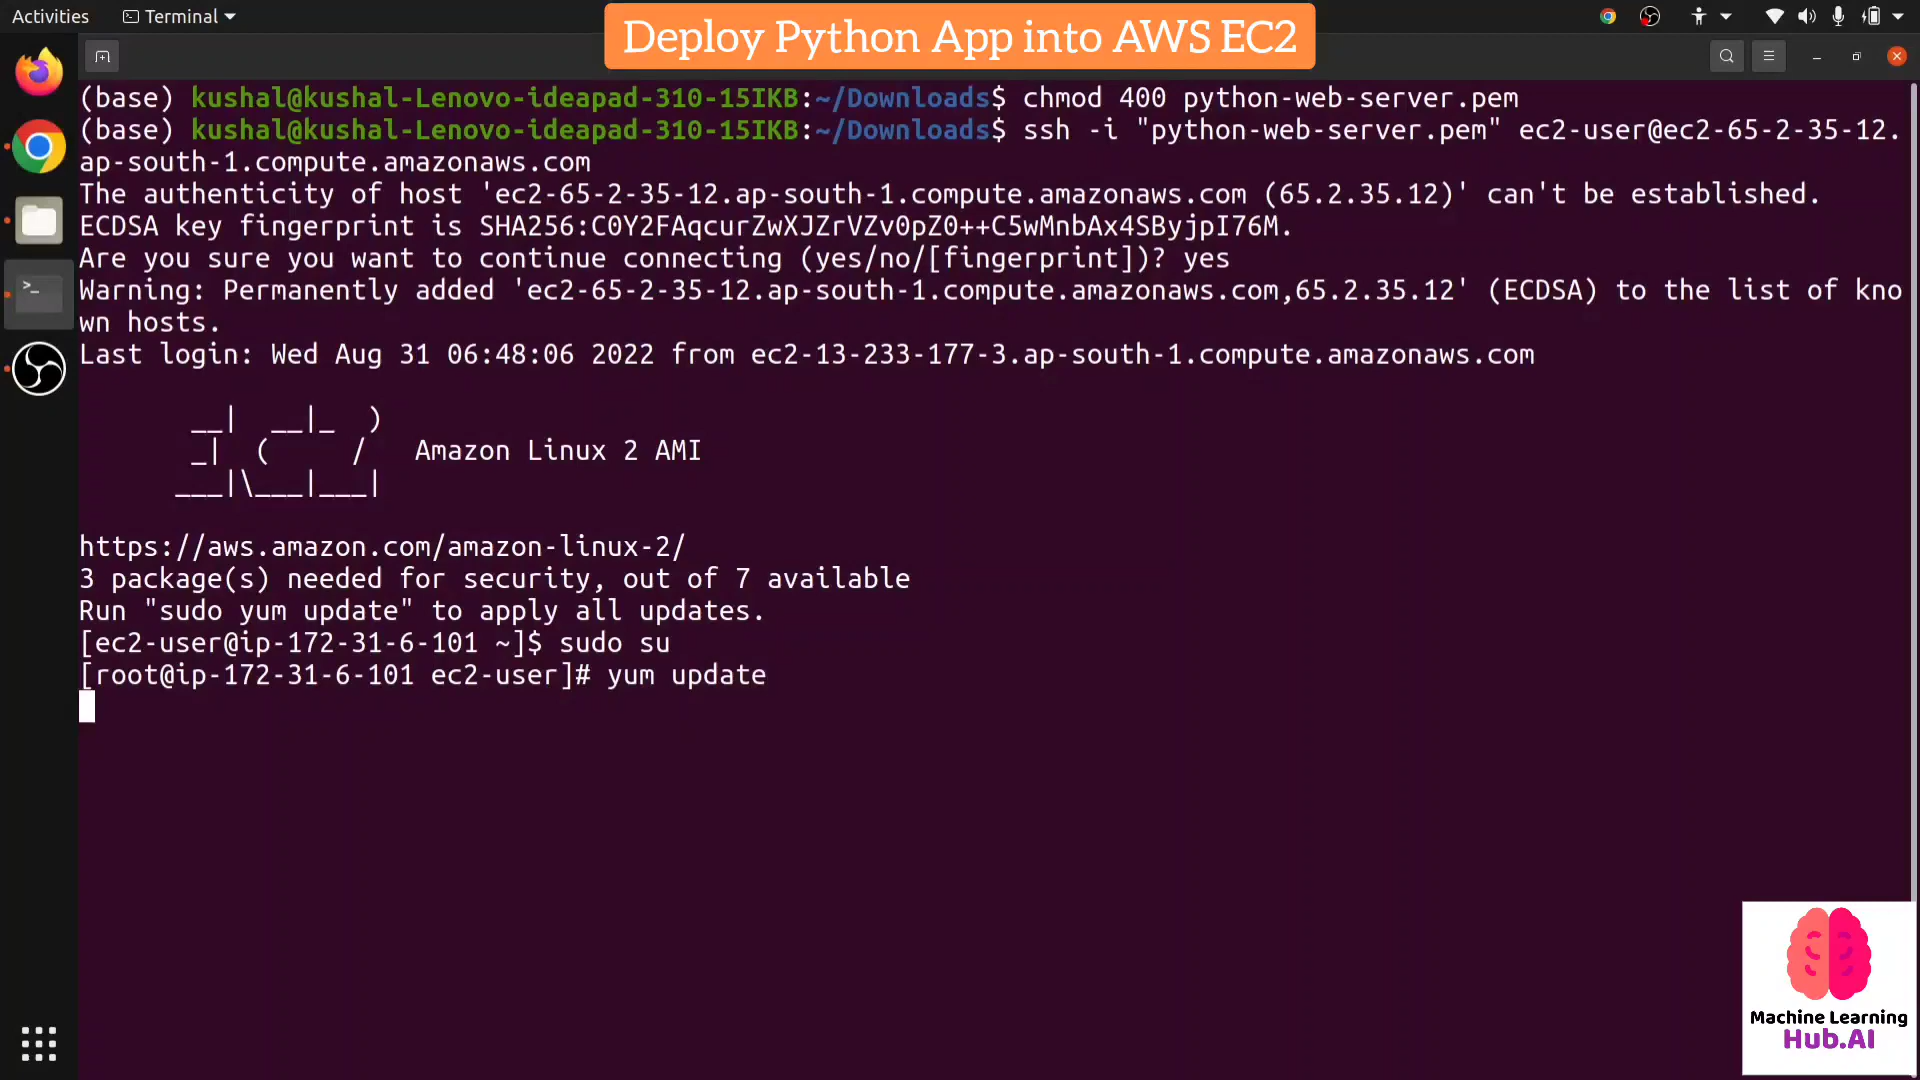 Activities
Terminal
Deploy Python App into AWS EC2
(base) kushal@kushal-Lenovo-ideapad-310-15IKB:~/Downloads$ chmod 400 python-web-server.pem
(base) kushal@kushal-Lenovo-ideapad-310-15IKB:~/Downloads$ ssh -i "python-web-server.pem" ec2-user@ec2-65-2-35-12.
ap-south-1.compute.amazonaws.com
The authenticity of host 'ec2-65-2-35-12.ap-south-1.compute.amazonaws.com (65.2.35.12)' can't be established.
ECDSA key fingerprint is SHA256:C0Y2FAqcurZwXJZrVZv0pZ0++C5wMnbAx4SByjpI76M.
Are you sure you want to continue connecting (yes/no/[fingerprint])? yes
Warning: Permanently added 'ec2-65-2-35-12.ap-south-1.compute.amazonaws.com,65.2.35.12' (ECDSA) to the list of kno
wn hosts.
Last login: Wed Aug 31 06:48:06 2022 from ec2-13-233-177-3.ap-south-1.compute.amazonaws.com
       __|  __|_  )
       _|  (     /   Amazon Linux 2 AMI
      ___|\___|___|
https://aws.amazon.com/amazon-linux-2/
3 package(s) needed for security, out of 7 available
Run "sudo yum update" to apply all updates.
[ec2-user@ip-172-31-6-101 ~]$ sudo su
[root@ip-172-31-6-101 ec2-user]# yum update
Machine Learning
Hub.AI